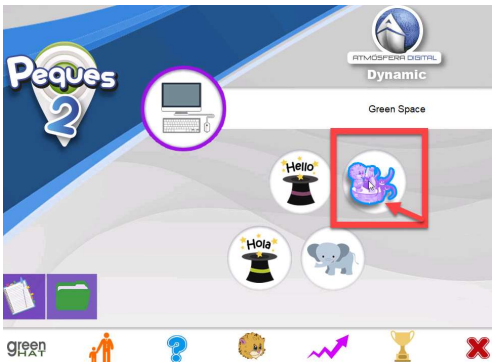 Peques
2
ATMÓSFERA DIGITAL
Dynamic
Green Space
Hello
Hola
green
HAT
?